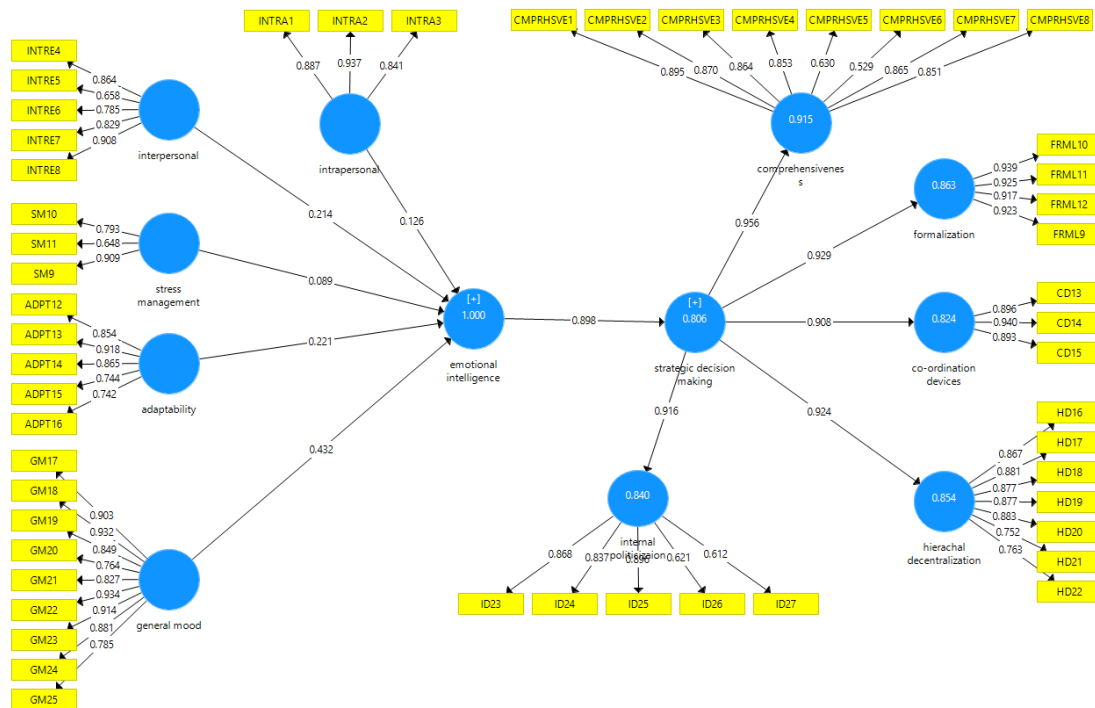 INTRA1
INTRA2
INTRA3
0.887
0.937
0.841
intrapersonal
0.126
CMPRHSVE1
CMPRHSVE2
CMPRHSVE3
CMPRHSVE4
CMPRHSVE5
CMPRHSVE6
CMPRHSVE7
CMPRHSVE8
0.895
0.870
0.864
0.853
0.630
0.529
0.865
0.851
0.915
comprehensivenes
s
0.956
INTRE4
INTRE5
INTRE6
INTRE7
INTRE8
0.864
0.658
0.785
0.829
0.908
interpersonal
0.214
SM10
SM11
SM9
0.793
0.648
0.909
stress
management
0.089
ADPT12
ADPT13
ADPT14
ADPT15
ADPT16
0.854
0.918
0.865
0.744
0.742
adaptability
0.221
GM17
GM18
GM19
GM20
GM21
GM22
GM23
GM24
GM25
0.903
0.932
0.849
0.764
0.827
0.934
0.914
0.881
0.785
general mood
0.432
[+]
1.000
emotional
intelligence
0.898
[+]
0.806
strategic decision
making
0.929
0.863
formalization
0.939
0.925
0.917
0.923
FRML10
FRML11
FRML12
FRML9
0.908
0.824
co-ordination
devices
0.896
0.940
0.893
CD13
CD14
CD15
0.924
0.854
hierachal
decentralization
0.867
0.881
0.877
0.877
0.883
0.752
0.763
HD16
HD17
HD18
HD19
HD20
HD21
HD22
0.916
0.840
internal
0.868
0.837
0.896
0.621
0.612
ID23
ID24
ID25
ID26
ID27